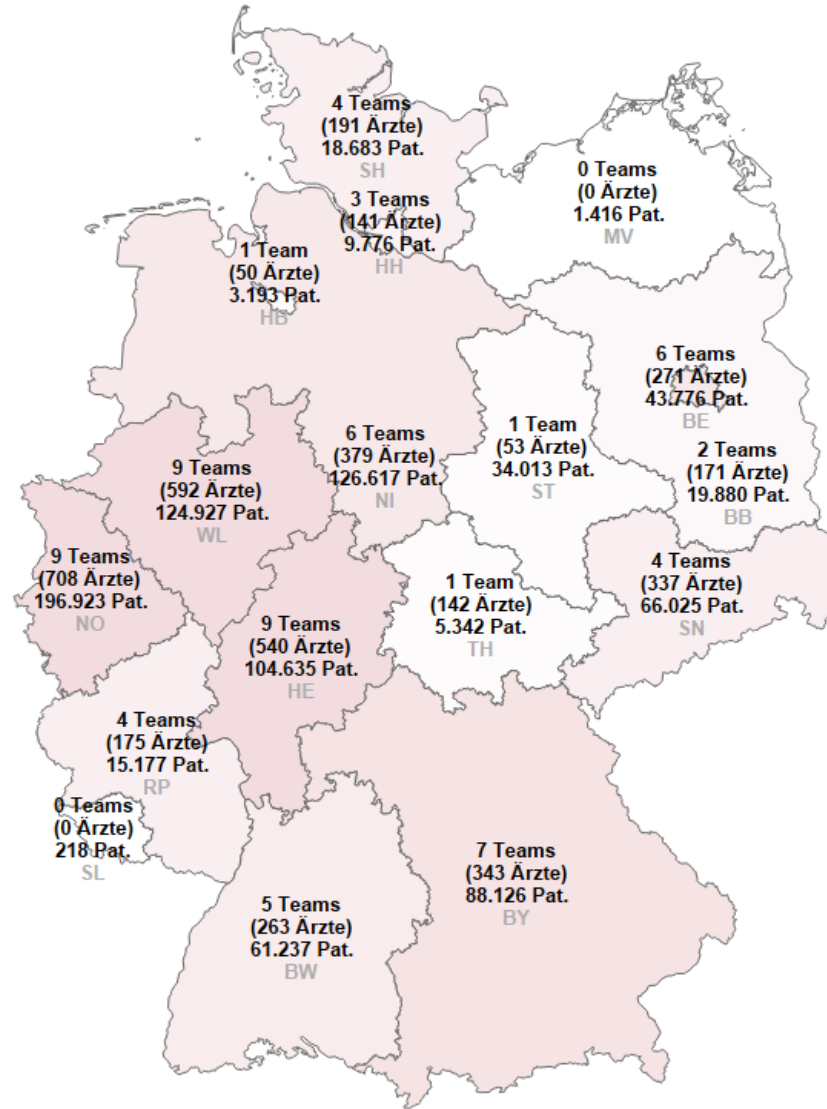 4 Teams
(191 Ärzte)
18.683 Pat.
SH
0 Teams
(0 Ärzte)
1.416 Pat.
MV
3 Teams
(141 Ärzte)
9.776 Pat.
HH
1 Team
(50 Ärzte)
3.193 Pat.
HB
6 Teams
(271 Ärzte)
43.776 Pat.
BE
6 Teams
(379 Ärzte)
126.617 Pat.
NI
1 Team
(53 Ärzte)
34.013 Pat.
ST
2 Teams
(171 Ärzte)
19.880 Pat.
BB
9 Teams
(592 Ärzte)
124.927 Pat.
WL
9 Teams
(708 Ärzte)
196.923 Pat.
NO
9 Teams
(540 Ärzte)
104.635 Pat.
HE
1 Team
(142 Ärzte)
5.342 Pat.
TH
4 Teams
(337 Ärzte)
66.025 Pat.
SN
4 Teams
(175 Ärzte)
15.177 Pat.
RP
0 Teams
(0 Ärzte)
218 Pat.
SL
7 Teams
(343 Ärzte)
88.126 Pat.
BY
5 Teams
(263 Ärzte)
61.237 Pat.
BW